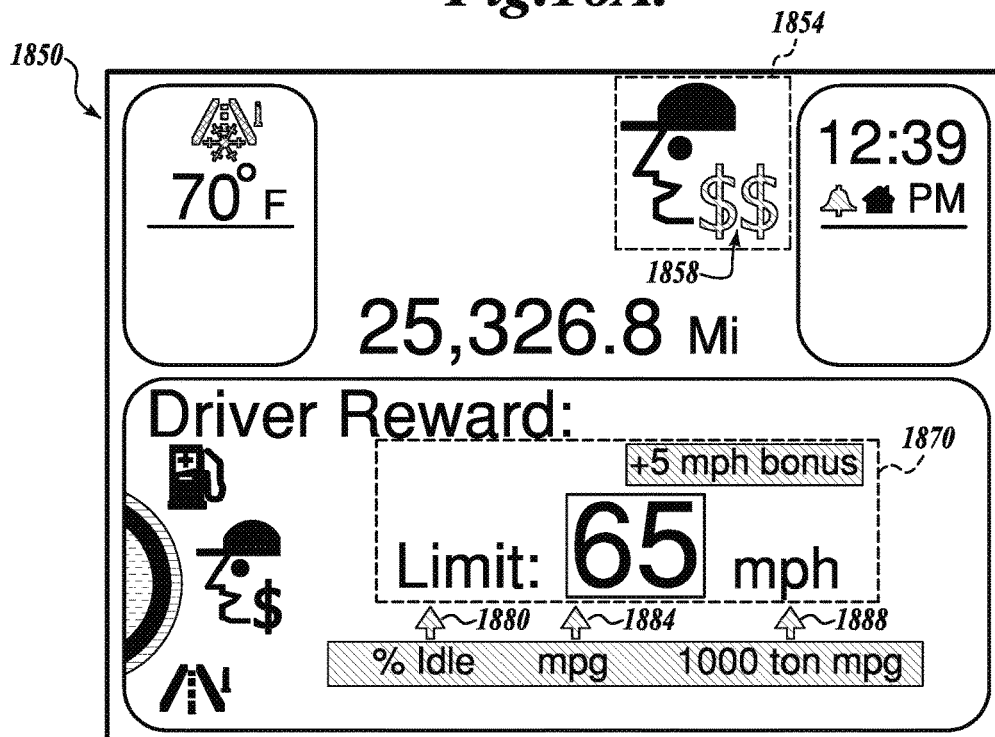 1854
1850
12:39
70° F
$$
PM
1858
25,326.8 Mi
Driver Reward:
1870
+5 mph bonus
Limit: 65 mph
$
1880 1884 1888
% Idle mpg 1000 ton mpg